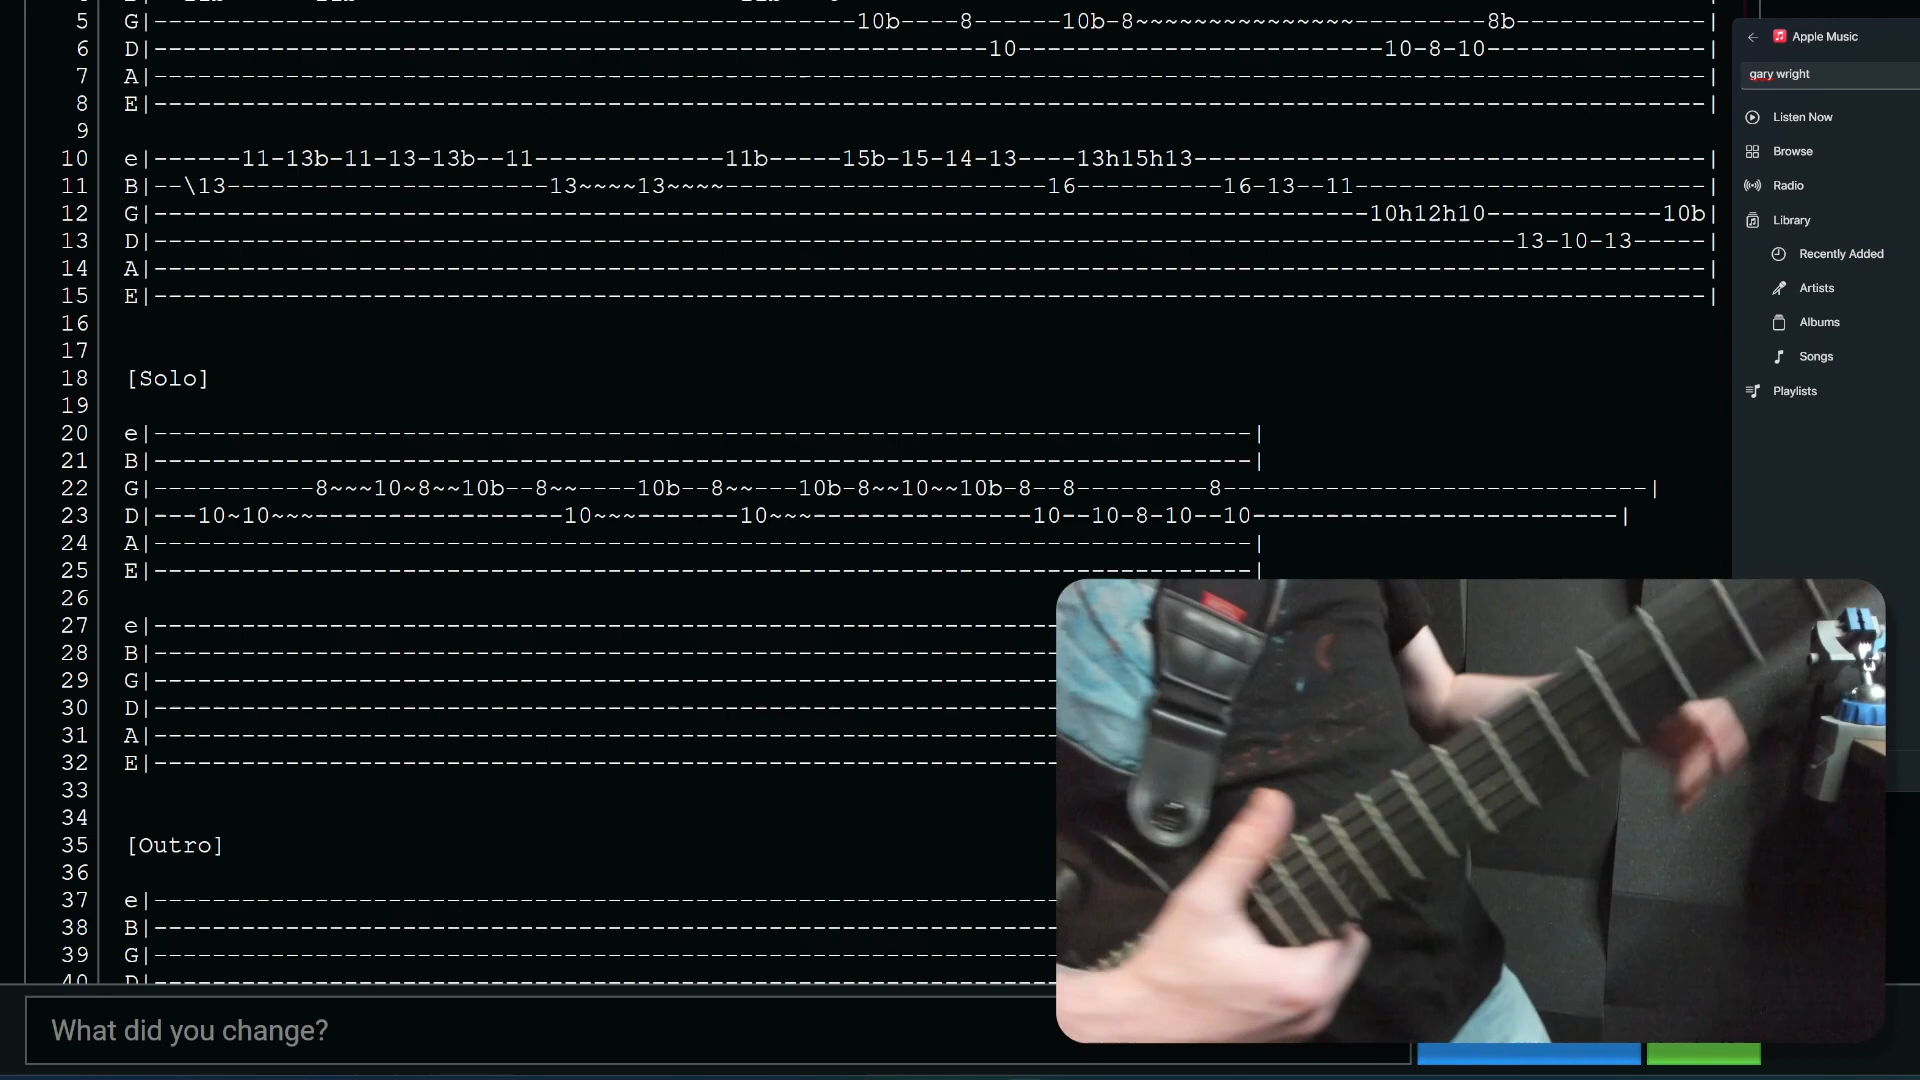 5 G|------------------------------------------------10b----8------10b-8~~~~~~~~~~~~~~~---------8b-------------|
6 D|---------------------------------------------------------10-------------------------10-8-10---------------|
7 A|----------------------------------------------------------------------------------------------------------|
8 E|----------------------------------------------------------------------------------------------------------|
9
10 e|------11-13b-11-13-13b--11-------------11b-----15b-15-14-13----13h15h13-----------------------------------|
11 B|--\13----------------------13~~~~13~~~~----------------------16----------16-13--11------------------------|
12 G|-----------------------------------------------------------------------------------10h12h10------------10b|
13 D|---------------------------------------------------------------------------------------------13-10-13-----|
14 A|----------------------------------------------------------------------------------------------------------|
15 E|----------------------------------------------------------------------------------------------------------|
16
17
18 [Solo]
19
20 e|---------------------------------------------------------------------------|
21 B|---------------------------------------------------------------------------|
22 G|-----------8~~~10~8~~10b--8~~----10b--8~~---10b-8~~10~~10b-8--8---------8-----------------------------|
23 D|---10~10~~~-----------------10~~~-------10~~~---------------10--10-8-10--10-------------------------|
24 A|---------------------------------------------------------------------------|
25 E|---------------------------------------------------------------------------|
26
27 e|--------------------------------------------------------------
28 B|--------------------------------------------------------------
29 G|--------------------------------------------------------------
30 D|--------------------------------------------------------------
31 A|--------------------------------------------------------------
32 E|--------------------------------------------------------------
33
34
35 [Outro]
36
37 e|--------------------------------------------------------------
38 B|--------------------------------------------------------------
39 G|--------------------------------------------------------------
40 D|--------------------------------------------------------------
What did you change?
Apple Music
gary wright
Listen Now
Browse
Radio
Library
Recently Added
Artists
Albums
Songs
Playlists